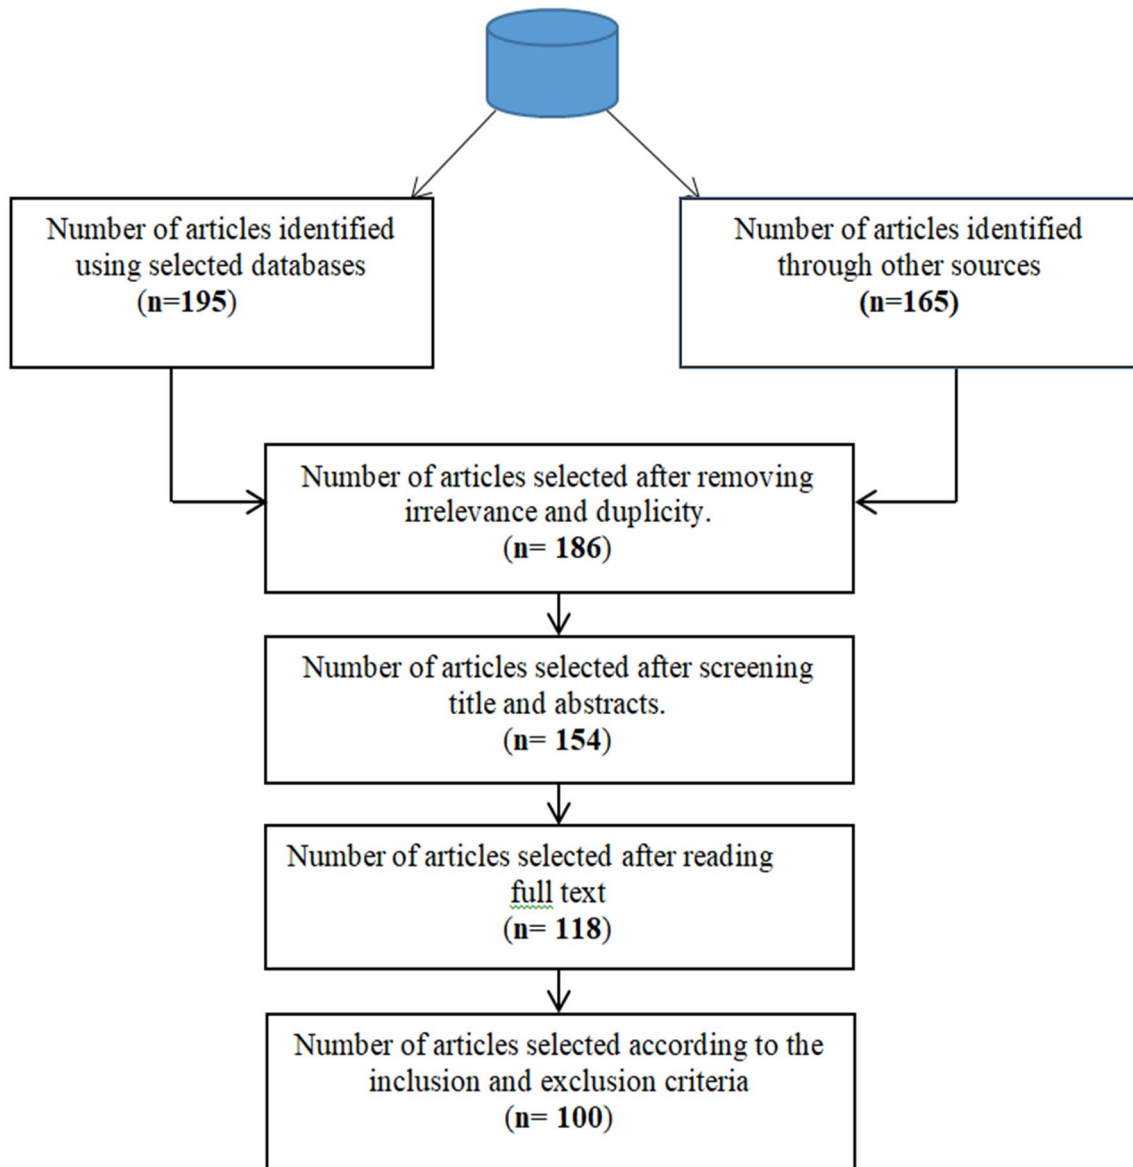 Number of articles identified
using selected databases
(n=195)
Number of articles identified
through other sources
(n=165)
Number of articles selected after removing
irrelevance and duplicity.
(n= 186)
Number of articles selected after screening
title and abstracts.
(n= 154)
Number of articles selected after reading
full text
(n= 118)
Number of articles selected according to the
inclusion and exclusion criteria
(n= 100)